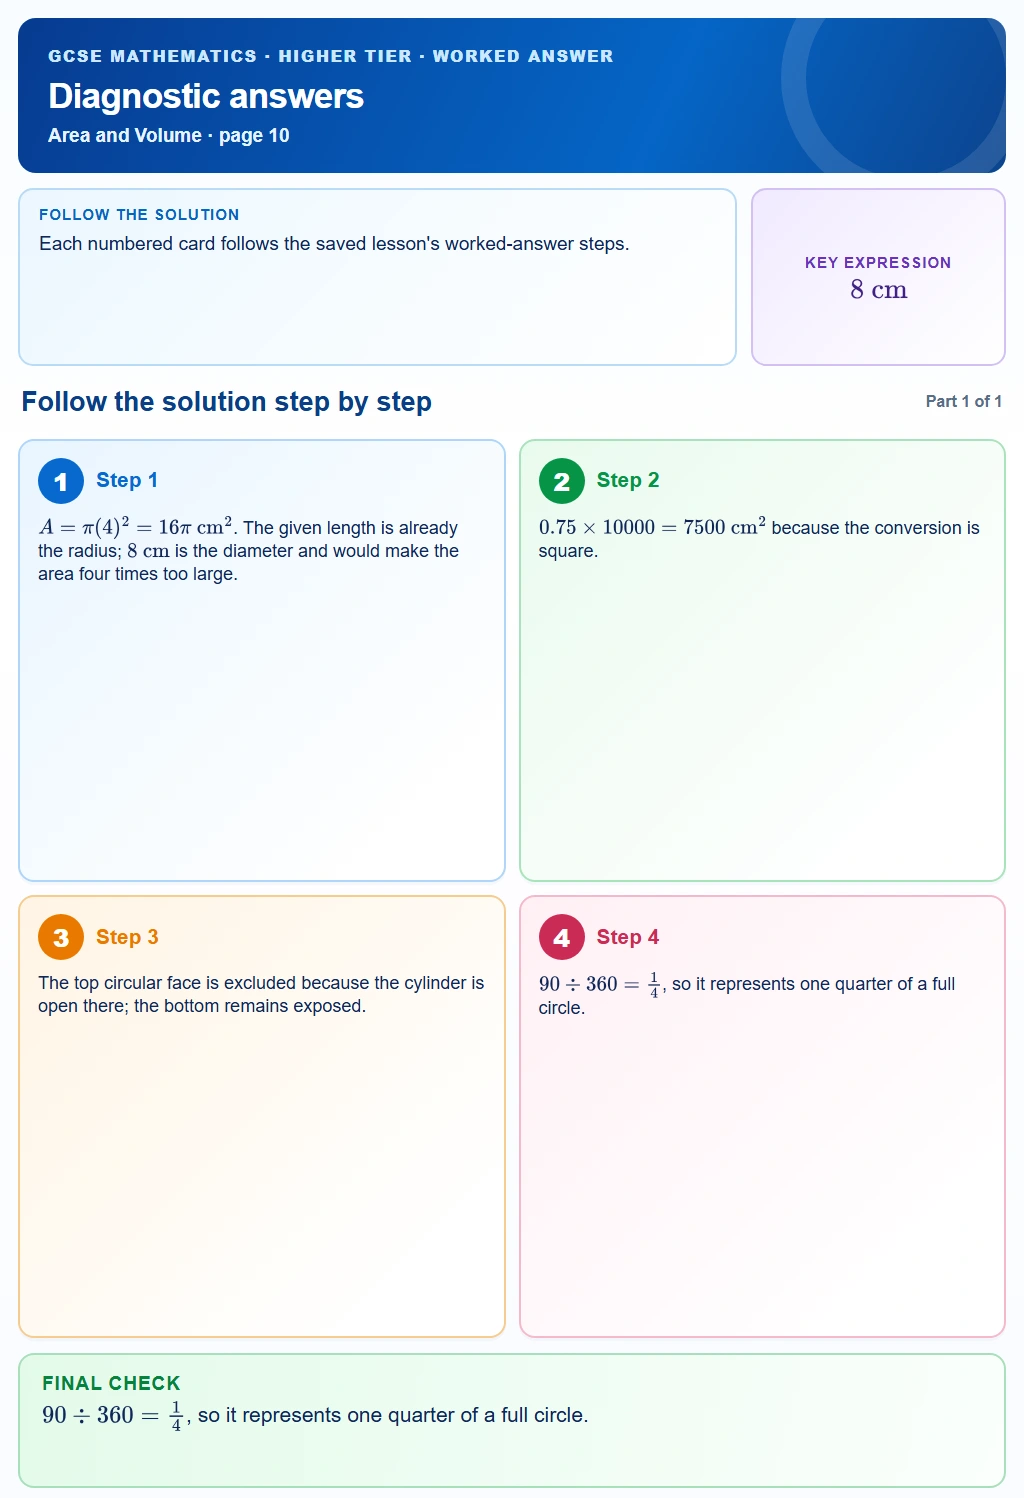 GCSE MATHEMATICS · HIGHER TIER · WORKED ANSWER
Diagnostic answers
Area and Volume · page 10
FOLLOW THE SOLUTION
Each numbered card follows the saved lesson's worked-answer steps.
KEY EXPRESSION
8 cm
Follow the solution step by step
Part 1 of 1
1 Step 1
A = π(4)² = 16π cm². The given length is already
the radius; 8 cm is the diameter and would make the
area four times too large.
2 Step 2
0.75 × 10000 = 7500 cm² because the conversion is
square.
3 Step 3
The top circular face is excluded because the cylinder is
open there; the bottom remains exposed.
4 Step 4
90 ÷ 360 = 1/4, so it represents one quarter of a full
circle.
FINAL CHECK
90 ÷ 360 = 1/4, so it represents one quarter of a full circle.